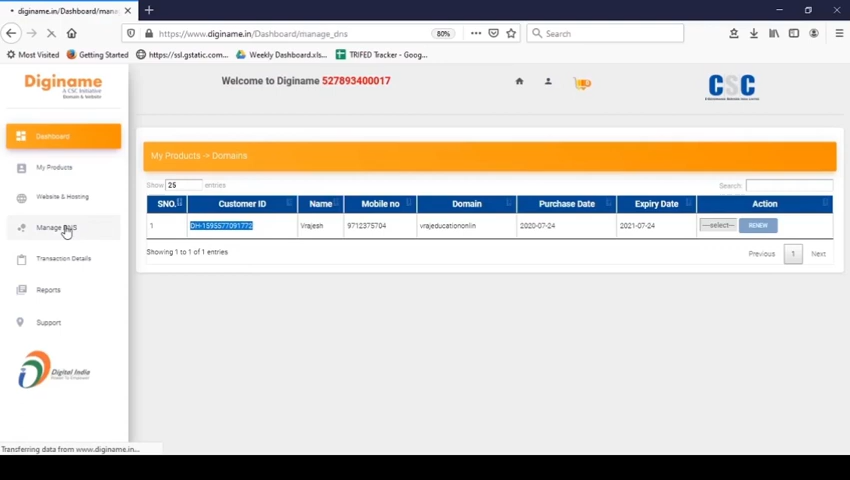 diginame.in/Dashboard/mana
https://www.diginame.in/Dashboard/manage_dns
80%
Search
Most Visited
Getting Started
https://ssl.gstatic.com...
Weekly Dashboard.xls...
TRIFED Tracker - Goog...
Diginame
A CSC Initiative
Domain & Website
Welcome to Diginame 527893400017
CSC
Dashboard
My Products
Website & Hosting
Manage DNS
Transaction Details
Reports
Support
Digital India
My Products -> Domains
Show 25 entries
Search:
SNO. Customer ID Name Mobile no Domain Purchase Date Expiry Date Action
1 DH-1595577091772 Vrajesh 9712375704 vrajeducationonlin 2020-07-24 2021-07-24 ---select--- RENEW
Showing 1 to 1 of 1 entries
Previous 1 Next
Transferring data from www.diginame.in...